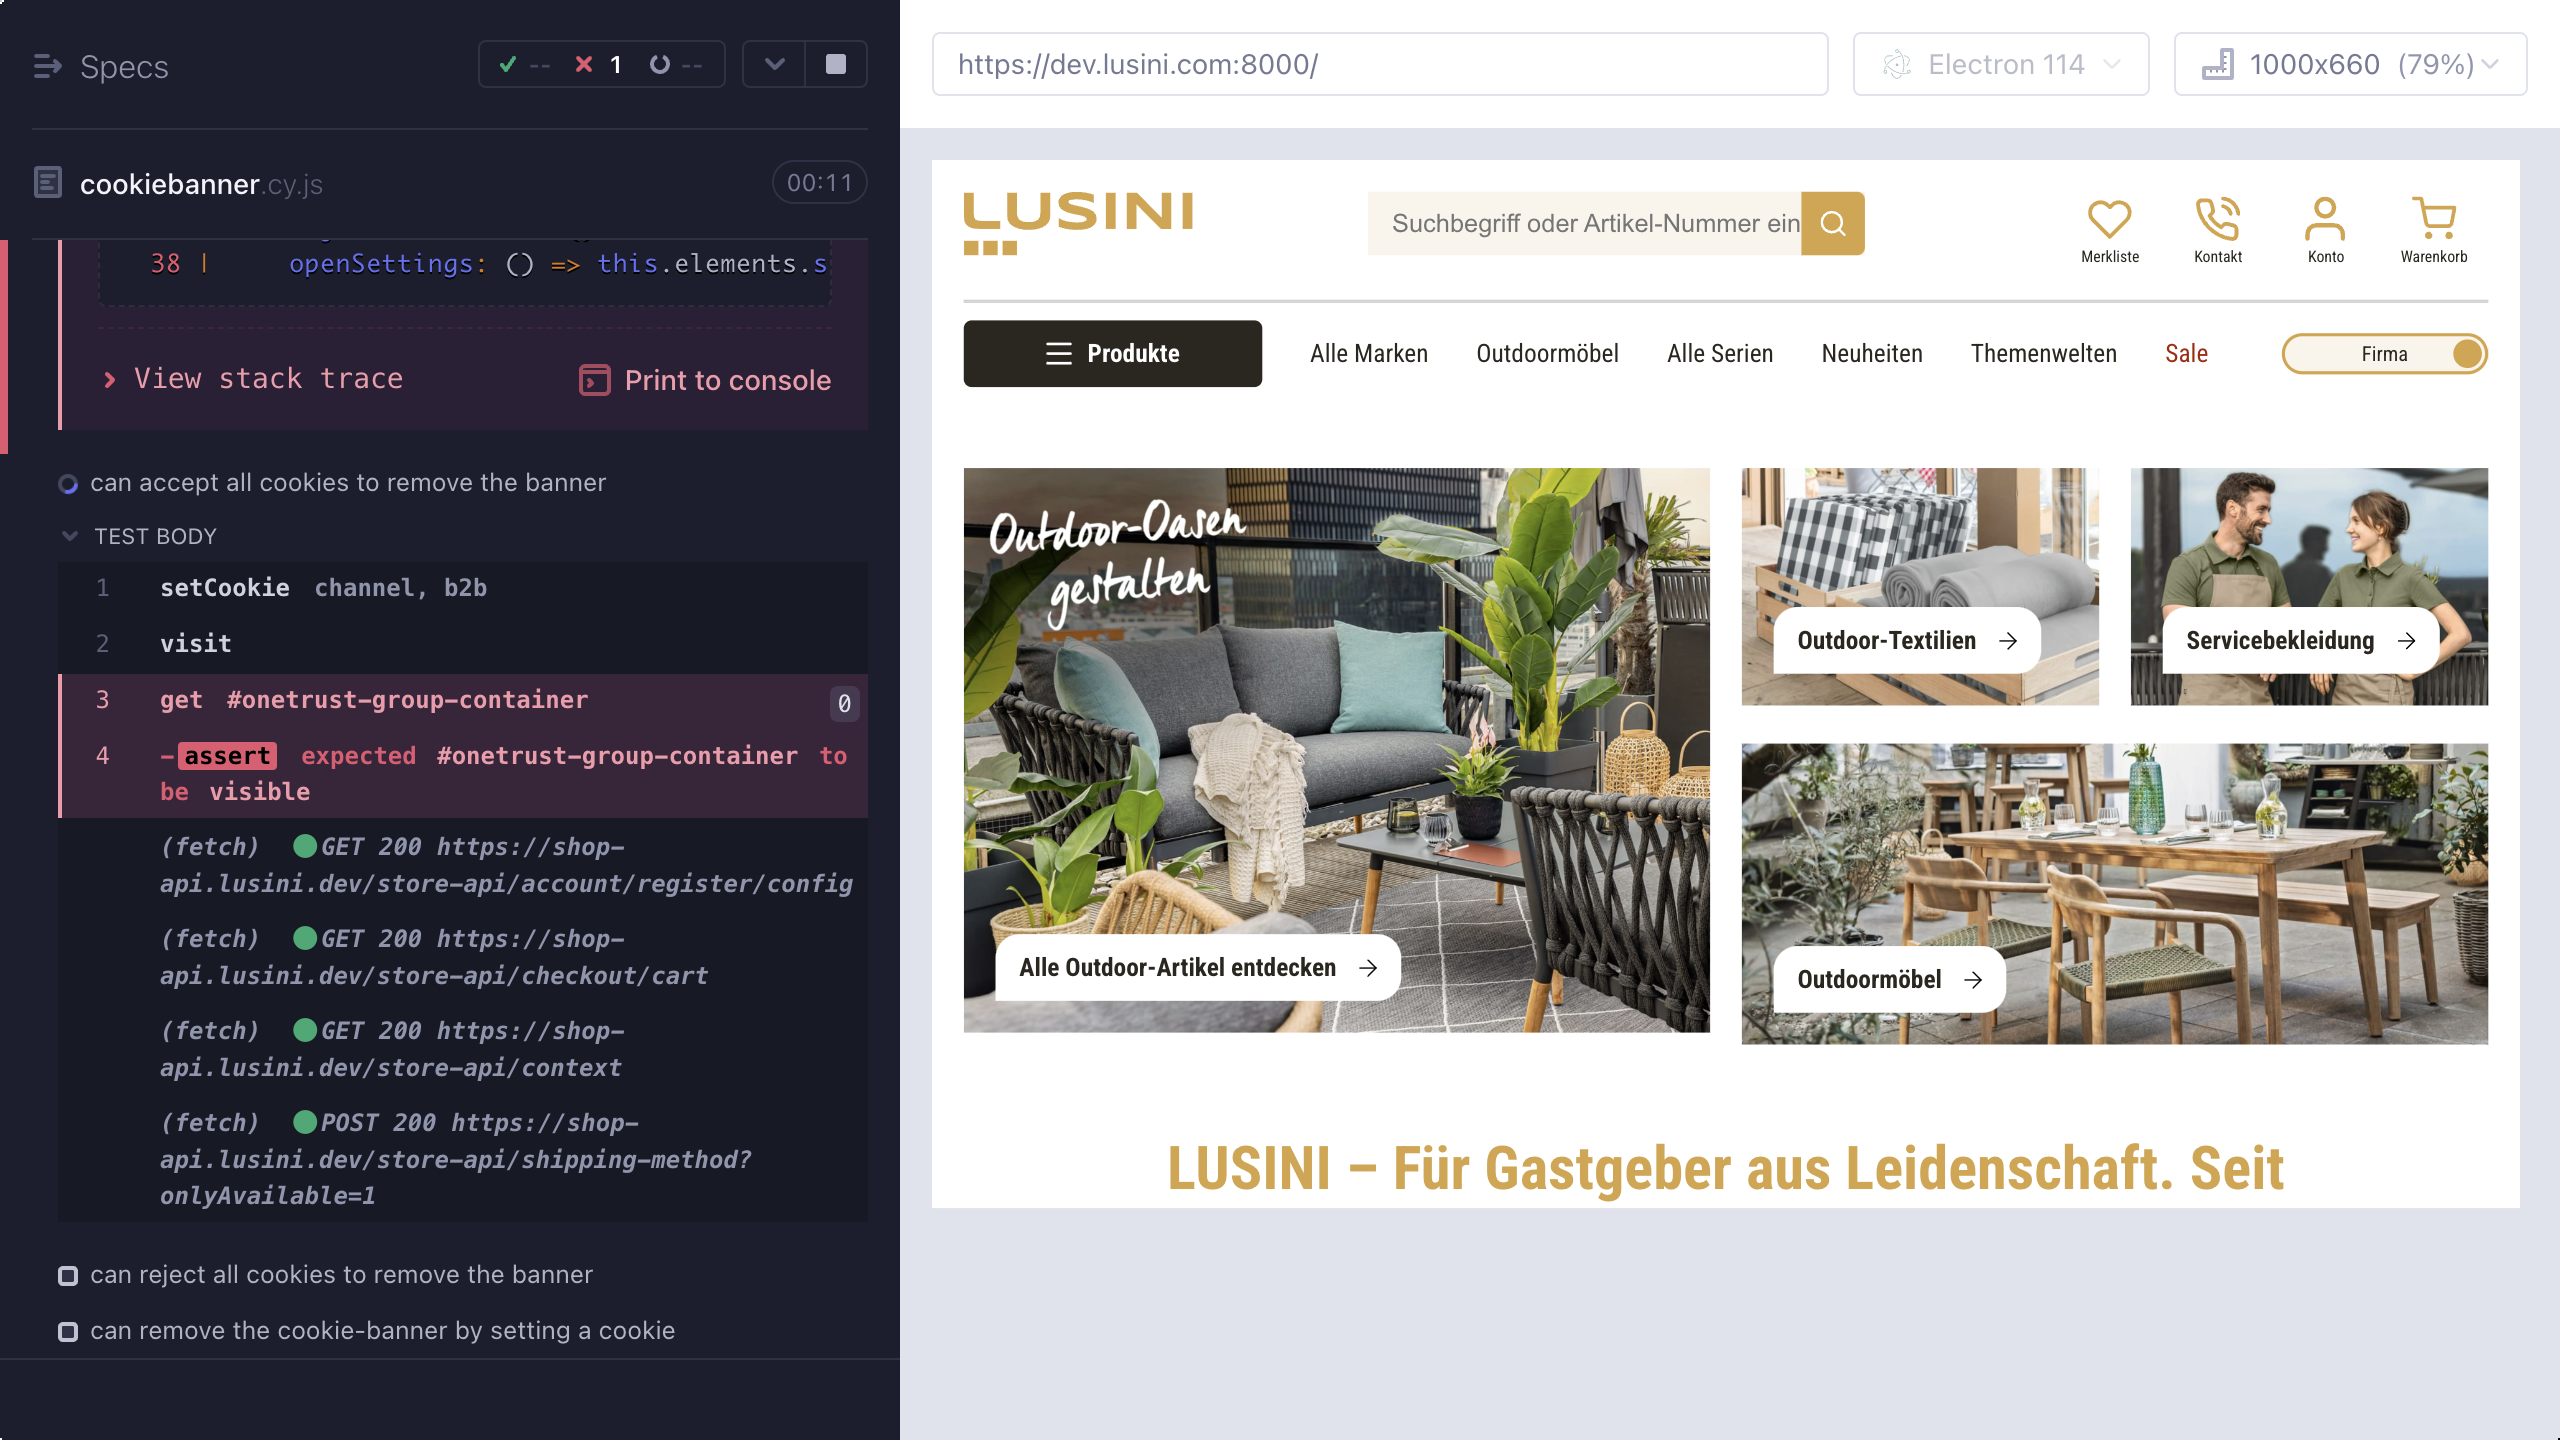 Specs
-- 1 --
cookiebanner.cy.js
00:11
38 | openSettings: () => this.elements.s
View stack trace
Print to console
can accept all cookies to remove the banner
TEST BODY
1 setCookie channel, b2b
2 visit
3 get #onetrust-group-container 0
4 -assert expected #onetrust-group-container to
be visible
(fetch) GET 200 https://shop-
api.lusini.dev/store-api/account/register/config
(fetch) GET 200 https://shop-
api.lusini.dev/store-api/checkout/cart
(fetch) GET 200 https://shop-
api.lusini.dev/store-api/context
(fetch) POST 200 https://shop-
api.lusini.dev/store-api/shipping-method?
onlyAvailable=1
can reject all cookies to remove the banner
can remove the cookie-banner by setting a cookie
https://dev.lusini.com:8000/
Electron 114
1000x660 (79%)
LUSINI
Suchbegriff oder Artikel-Nummer ein
Merkliste
Kontakt
Konto
Warenkorb
Produkte
Alle Marken
Outdoormöbel
Alle Serien
Neuheiten
Themenwelten
Sale
Firma
Outdoor-Oasen
gestalten
Alle Outdoor-Artikel entdecken
Outdoor-Textilien
Servicebekleidung
Outdoormöbel
LUSINI – Für Gastgeber aus Leidenschaft. Seit